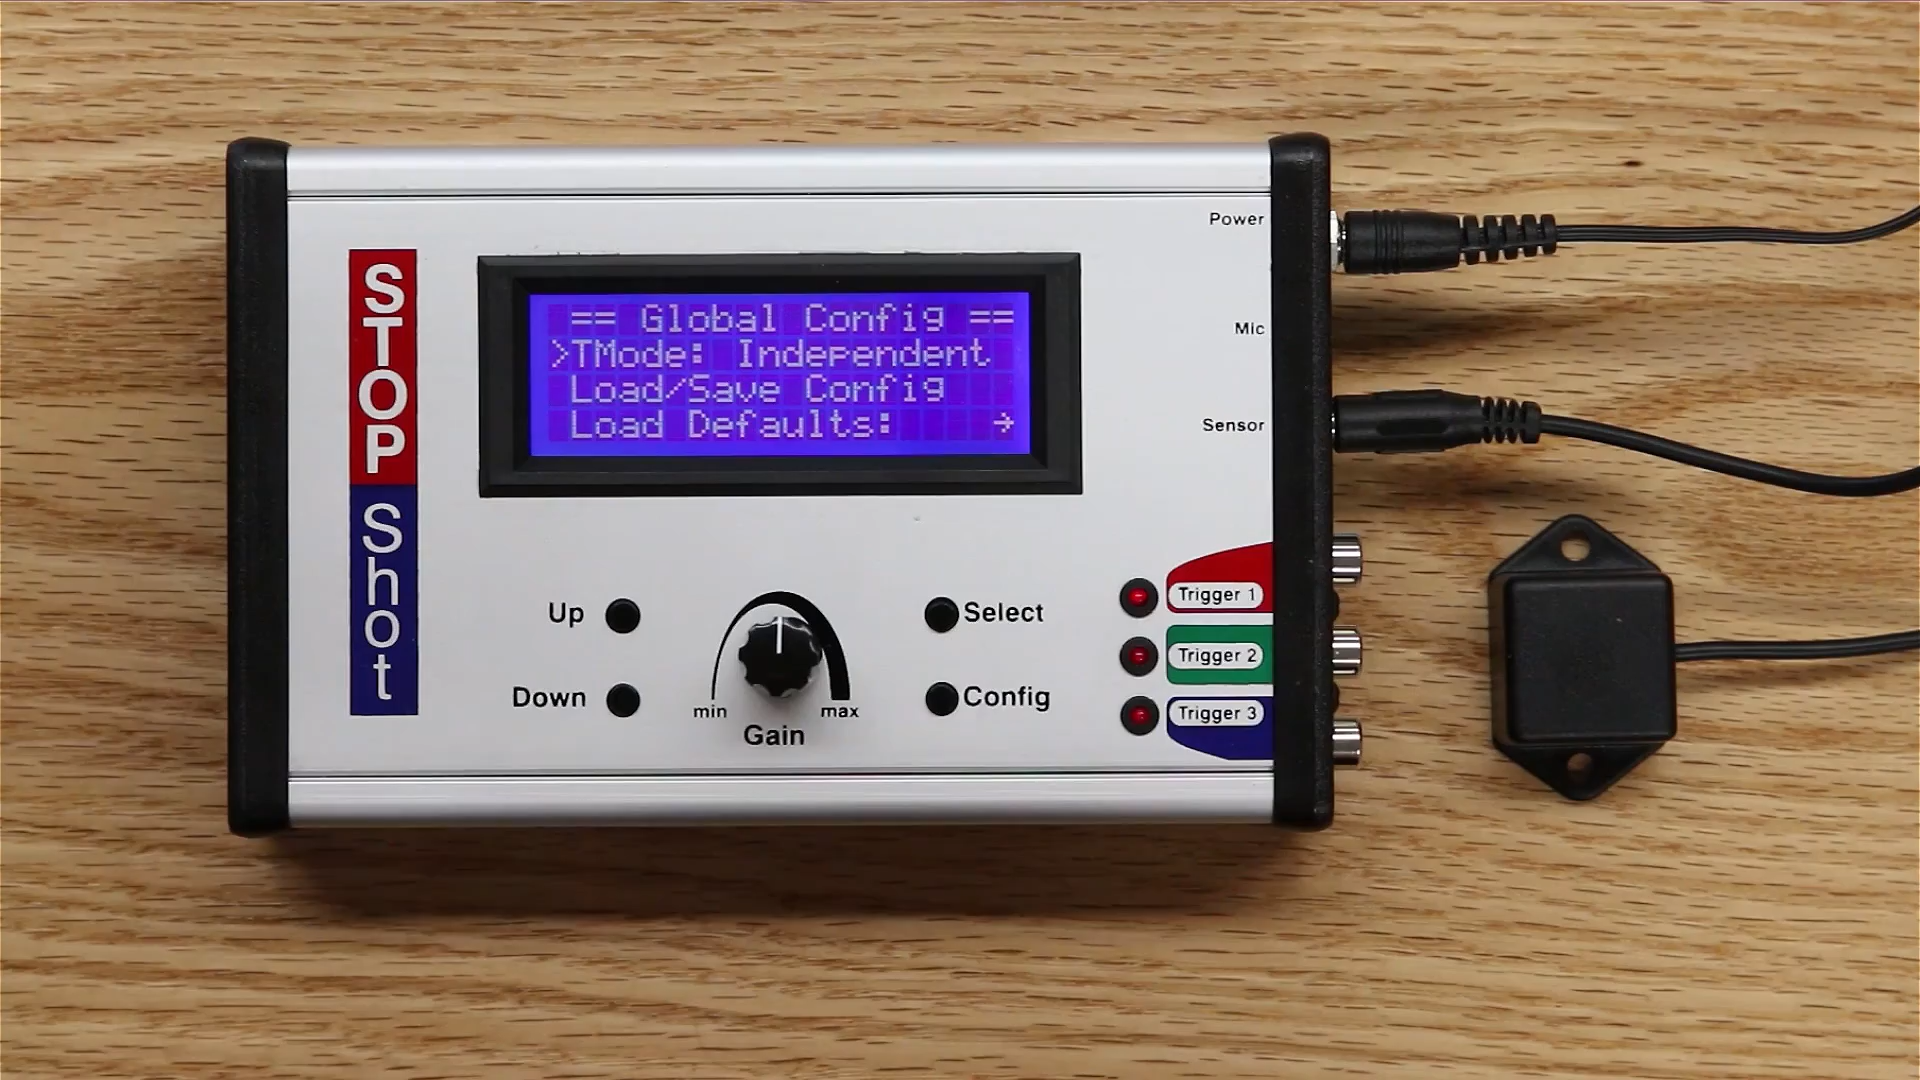 STOP Shot
== Global Config ==
>TMode: Independent
Load/Save Config
Load Defaults: →
Power
Mic
Sensor
Up
Down
min
max
Gain
Select
Config
Trigger 1
Trigger 2
Trigger 3